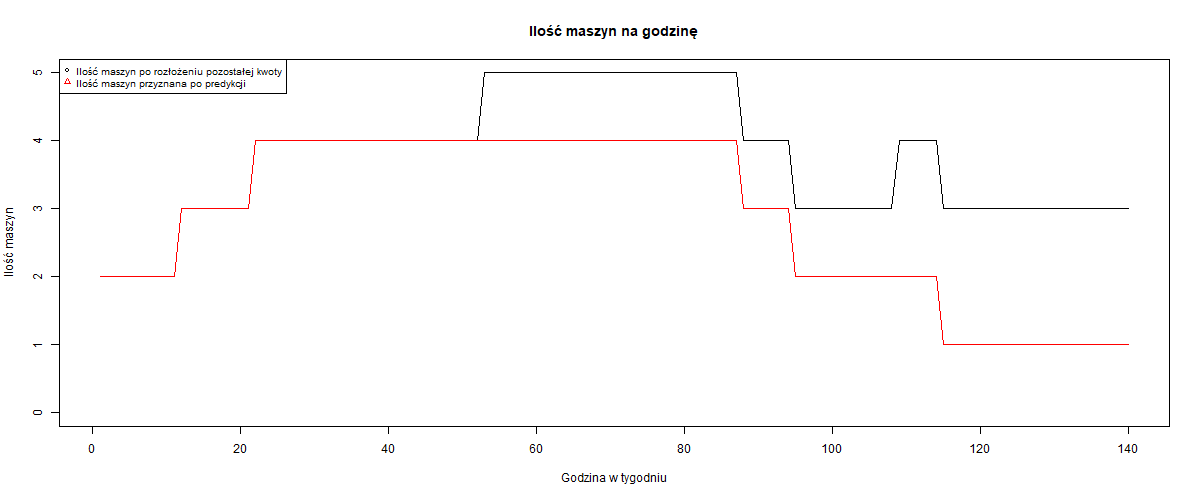 Ilość maszyn na godzinę
Ilość maszyn po rozłożeniu pozostałej kwoty
Ilość maszyn przyznana po predykcji
Ilość maszyn
5
4
3
2
1
0
0 20 40 60 80 100 120 140
Godzina w tygodniu